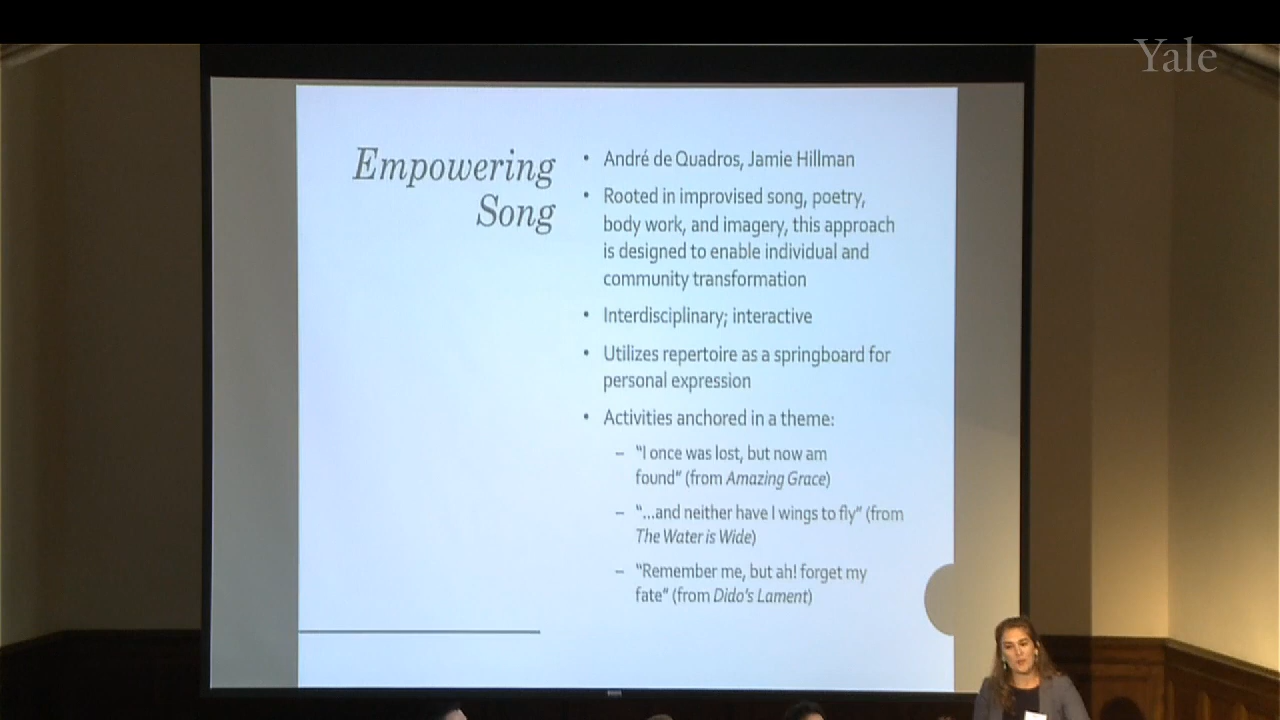 Yale
Empowering
Song
• André de Quadros, Jamie Hillman
• Rooted in improvised song, poetry,
body work, and imagery, this approach
is designed to enable individual and
community transformation
• Interdisciplinary; interactive
• Utilizes repertoire as a springboard for
personal expression
• Activities anchored in a theme:
– "I once was lost, but now am
found" (from Amazing Grace)
– "...and neither have I wings to fly" (from
The Water is Wide)
– "Remember me, but ah! forget my
fate" (from Dido's Lament)